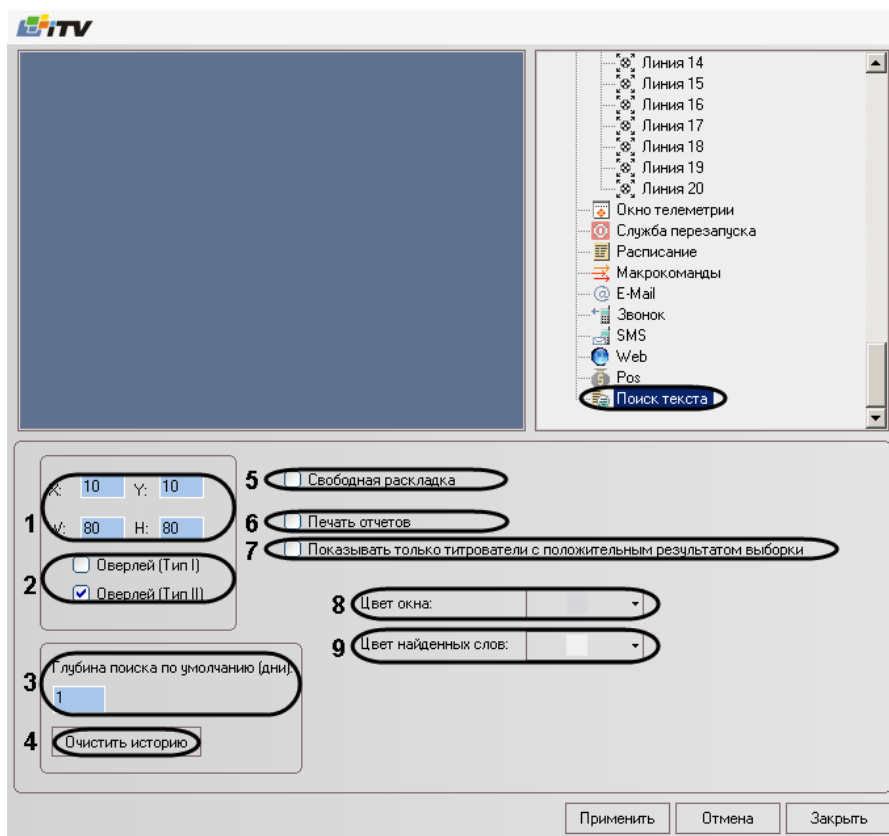 iTV
Линия 14
Линия 15
Линия 16
Линия 17
Линия 18
Линия 19
Линия 20
Окно телеметрии
Служба перезапуска
Расписание
Макрокоманды
E-Mail
Звонок
SMS
Web
Pos
Поиск текста
1
X: 10 Y: 10
W: 80 H: 80
2
Оверлей (Тип I)
Оверлей (Тип II)
3
Глубина поиска по умолчанию (дни):
1
4 Очистить историю
5 Свободная раскладка
6 Печать отчетов
7 Показывать только титрователи с положительным результатом выборки
8 Цвет окна:
9 Цвет найденных слов:
Применить Отмена Закрыть